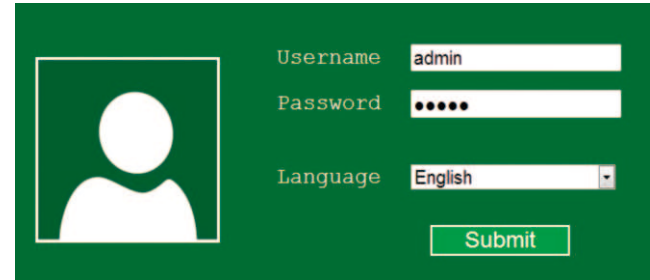 Username admin
Password •••••
Language English
Submit